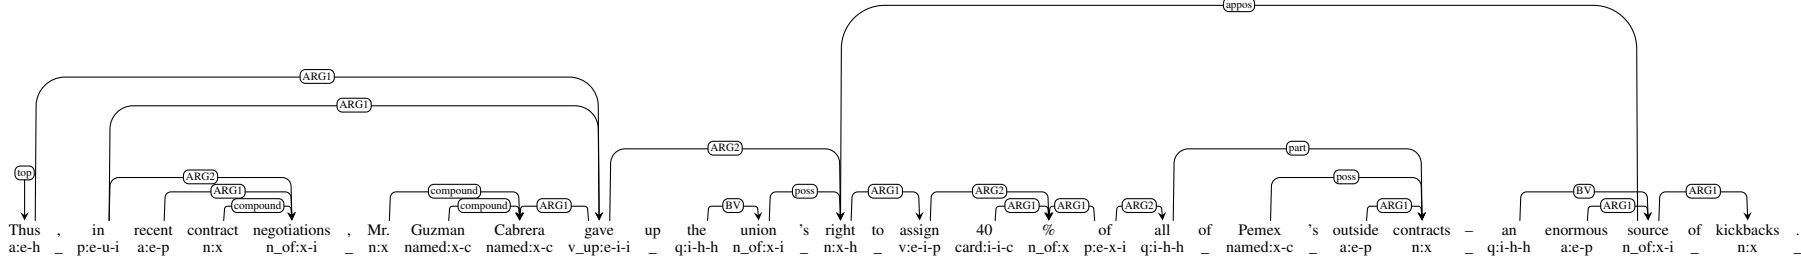 appos
ARG1
ARG1
ARG2 part
top ARG2 poss
ARG1 compound poss ARG1 ARG2 BV ARG1
compound compound ARG1 BV ARG1 ARG1 ARG2 ARG1 ARG1
Thus , in recent contract negotiations , Mr. Guzman Cabrera gave up the union 's right to assign 40 % of all of Pemex 's outside contracts – an enormous source of kickbacks .
a:e-h _ p:e-u-i a:e-p n:x n_of:x-i _ n:x named:x-c named:x-c v_up:e-i-i _ q:i-h-h n_of:x-i _ n:x-h _ v:e-i-p card:i-i-c n_of:x p:e-x-i q:i-h-h _ named:x-c _ a:e-p n:x _ q:i-h-h a:e-p n_of:x-i _ n:x _